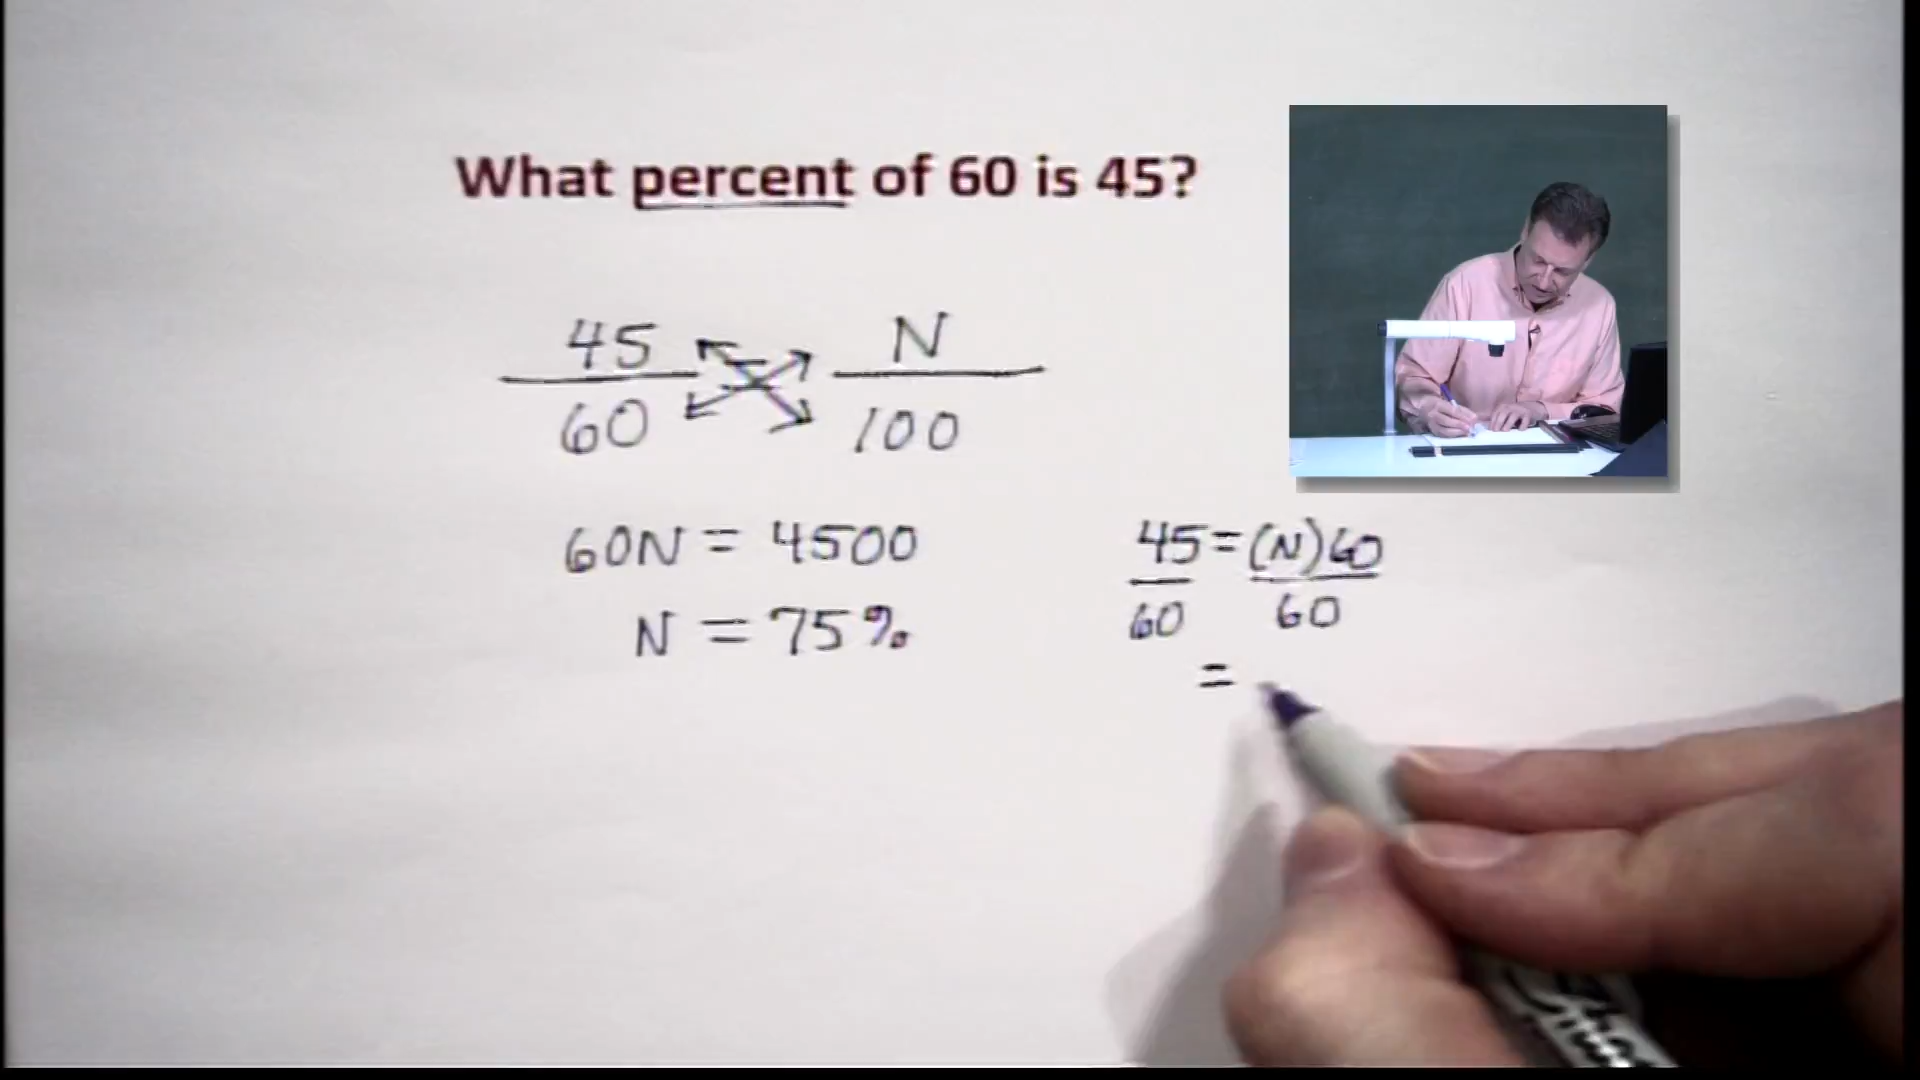 What percent of 60 is 45?
45 N
60 100
60N = 4500
N = 75%
45 = (N)60
60 60
=